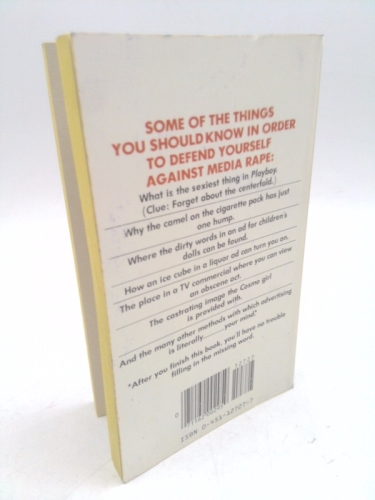 SOME OF THE THINGS
YOU SHOULD KNOW IN ORDER
TO DEFEND YOURSELF
AGAINST MEDIA RAPE:
What is the sexiest thing in Playboy.
(Clue: Forget about the centerfold.)
Why the camel on the cigarette pack has just
one hump.
Where the dirty words in an ad for children's
dolls can be found.
How an ice cube in a liquor ad can turn you on.
The place in a TV commercial where you can view
an obscene act.
The castrating image the Cosmo girl
is provided with.
And the many other methods with which advertising
is literally your mind.*
*After you finish this book, you'll have no trouble
filling in the missing word.
ISBN 0-451-